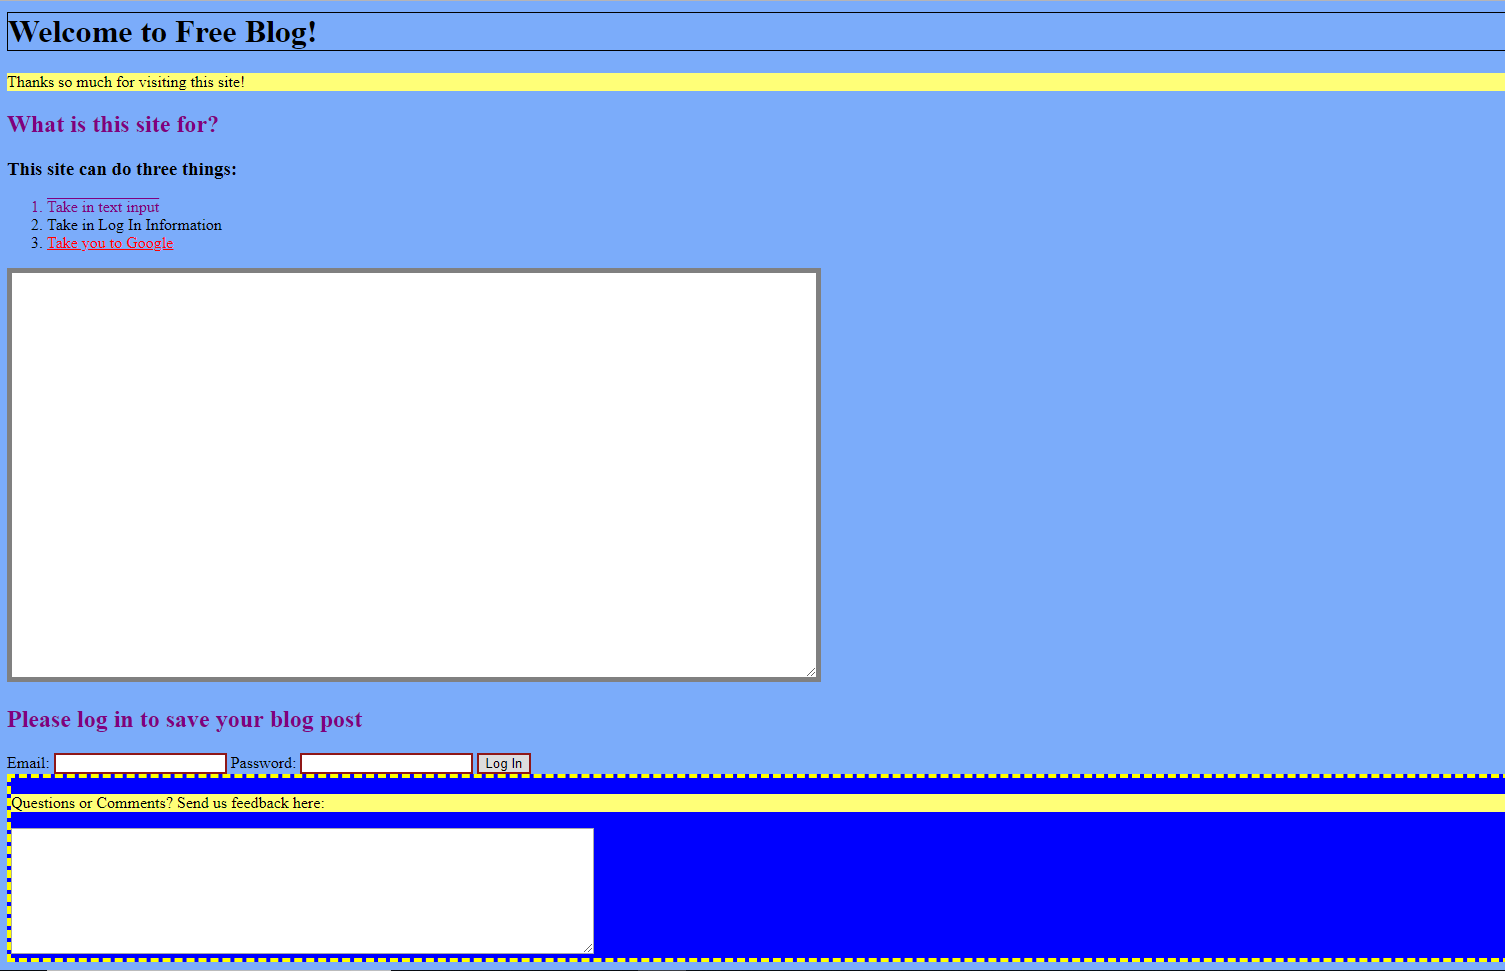 Welcome to Free Blog!
Thanks so much for visiting this site!
What is this site for?
This site can do three things:
1. Take in text input
2. Take in Log In Information
3. Take you to Google
Please log in to save your blog post
Email: Password: Log In
Questions or Comments? Send us feedback here: